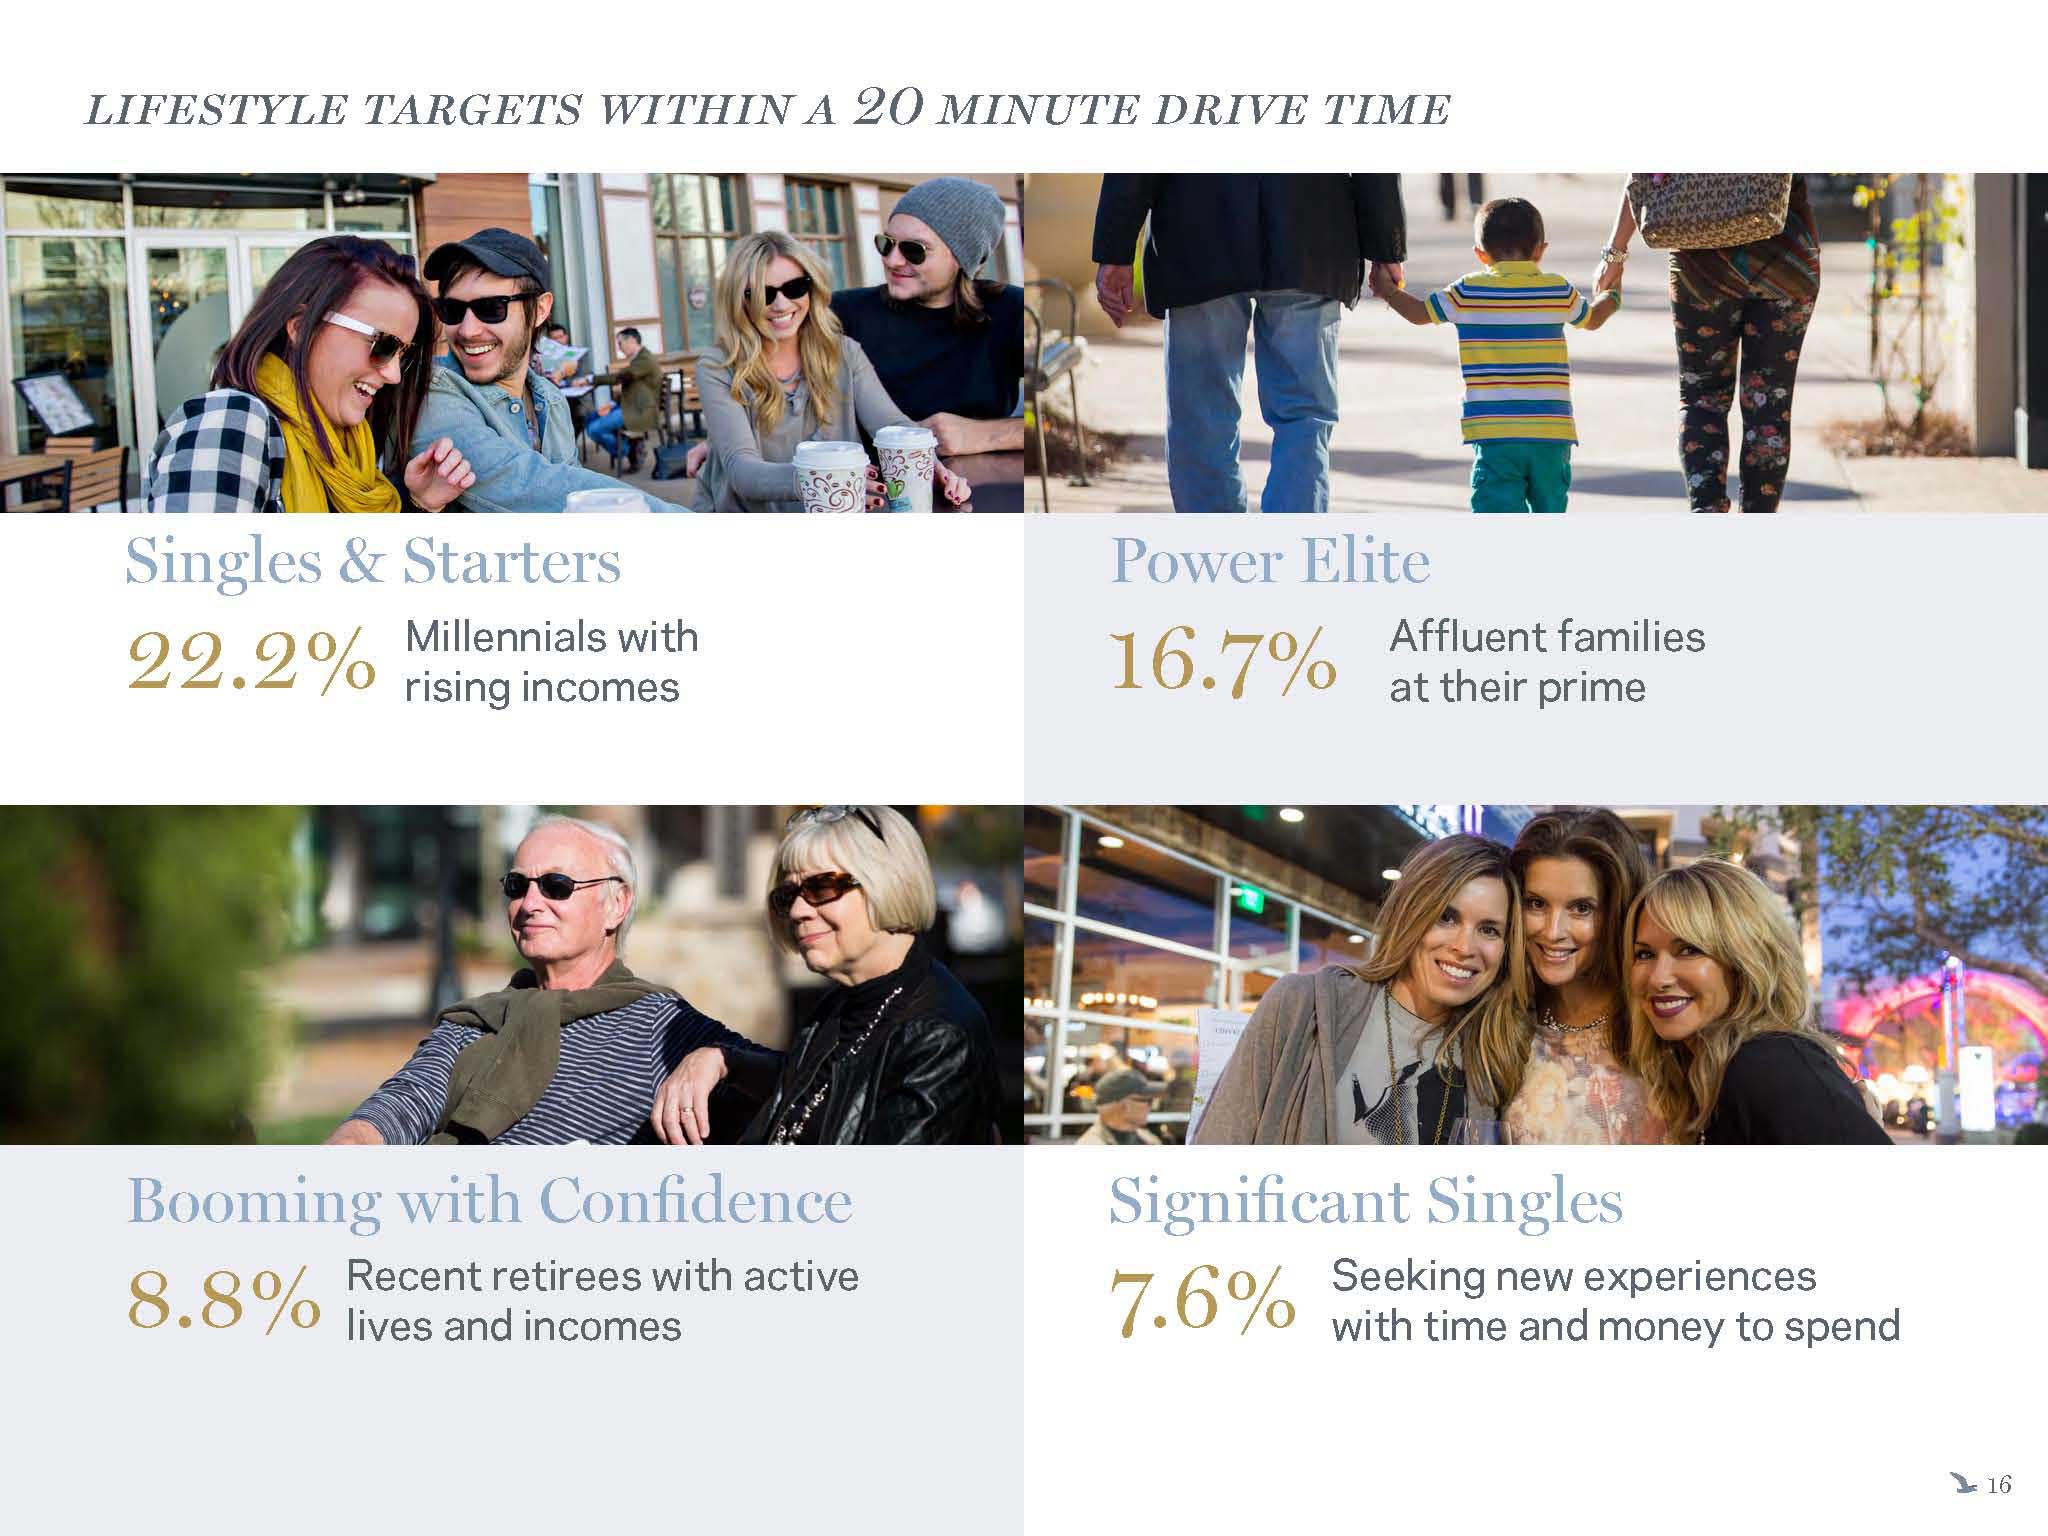 LIFESTYLE TARGETS WITHIN A 20 MINUTE DRIVE TIME
Singles & Starters
22.2%
Millennials with
rising incomes
Power Elite
16.7%
Affluent families
at their prime
Booming with Confidence
8.8%
Recent retirees with active
lives and incomes
Significant Singles
7.6%
Seeking new experiences
with time and money to spend
16